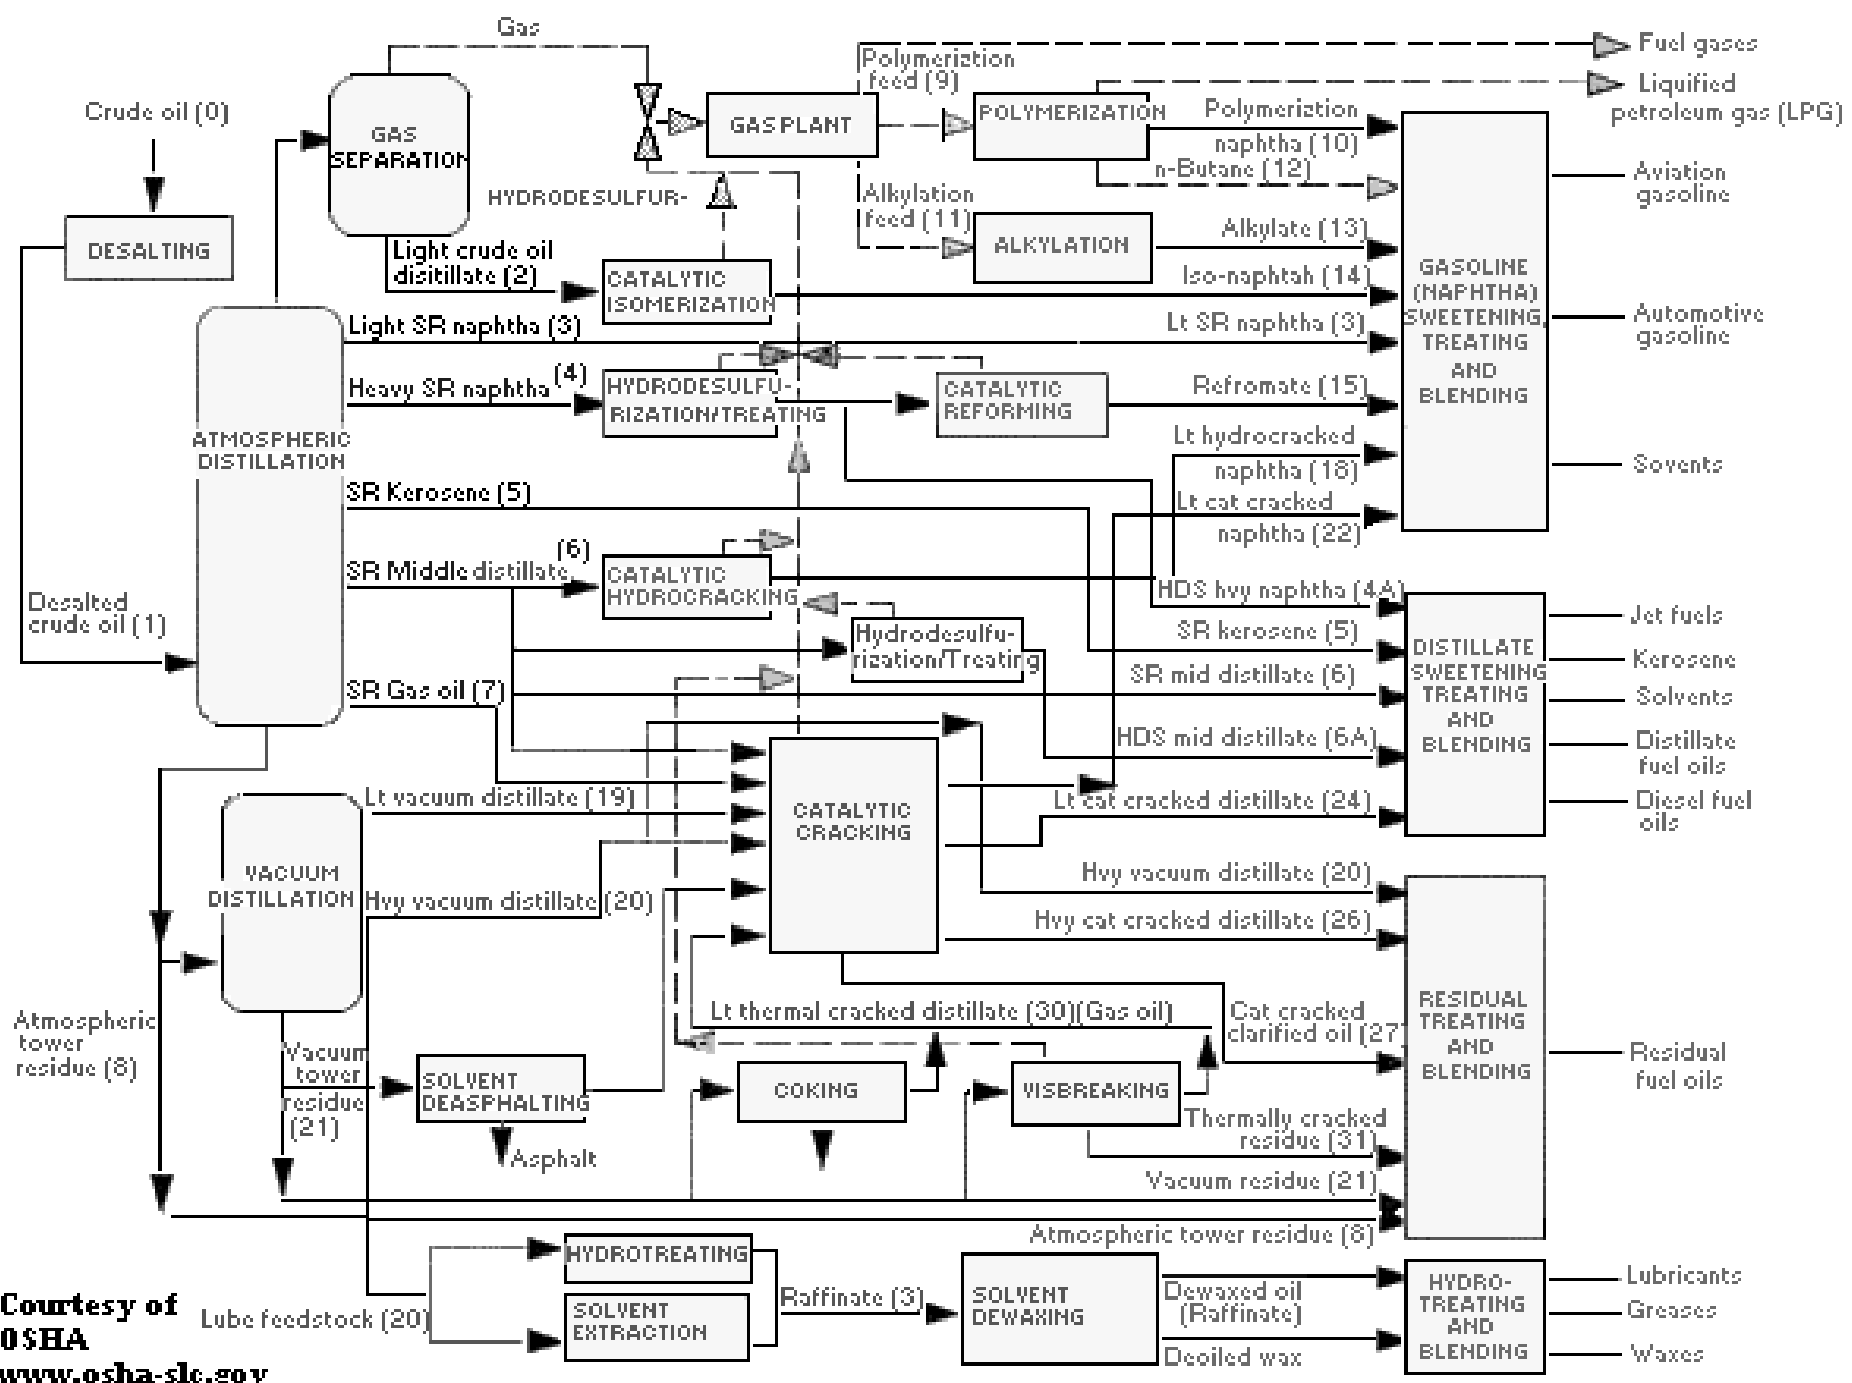 Gas
Fuel gases
Polymeriztion
feed (9)
Liquified
petroleum gas (LPG)
Crude oil (0)
GAS
SEPARATION
GAS PLANT
POLYMERIZATION
Polymeriztion
naphtha (10)
n-Butane (12)
Aviation
gasoline
HYDRODESULFUR-
Alkylation
feed (11)
DESALTING
Light crude oil
disitillate (2)
ALKYLATION
Alkylate (13)
CATALYTIC
ISOMERIZATION
Iso-naphtah (14)
GASOLINE
(NAPHTHA)
SWEETENING,
TREATING
AND
BLENDING
Automotive
gasoline
Light SR naphtha (3)
Lt SR naphtha (3)
Heavy SR naphtha (4)
HYDRODESULFU-
RIZATION/TREATING
CATALYTIC
REFORMING
Refromate (15)
ATMOSPHERIC
DISTILLATION
Lt hydrocracked
naphtha (18)
Sovents
SR Kerosene (5)
Lt cat cracked
naphtha (22)
(6)
SR Middle distillate
CATALYTIC
HYDROCRACKING
HDS hvy naphtha (4A)
Desalted
crude oil (1)
Hydrodesulfu-
rization/Treating
SR kerosene (5)
SR mid distillate (6)
DISTILLATE
SWEETENING
TREATING
AND
BLENDING
Jet fuels
Kerosene
Solvents
Distillate
fuel oils
Diesel fuel
oils
SR Gas oil (7)
HDS mid distillate (6A)
Lt vacuum distillate (19)
CATALYTIC
CRACKING
Lt cat cracked distillate (24)
VACUUM
DISTILLATION
Hvy vacuum distillate (20)
Hvy vacuum distillate (20)
Hvy cat cracked distillate (26)
Atmospheric
tower
residue (8)
Lt thermal cracked distillate (30)(Gas oil)
Cat cracked
clarified oil (27)
RESIDUAL
TREATING
AND
BLENDING
Residual
fuel oils
Vacuum
tower
residue
(21)
SOLVENT
DEASPHALTING
COKING
VISBREAKING
Thermally cracked
residue (31)
Asphalt
Vacuum residue (21)
Atmospheric tower residue (8)
HYDROTREATING
Lube feedstock (20)
SOLVENT
EXTRACTION
Raffinate (3)
SOLVENT
DEWAXING
Dewaxed oil
(Raffinate)
Deoiled wax
HYDRO-
TREATING
AND
BLENDING
Lubricants
Greases
Waxes
Courtesy of
OSHA
www.osha-slc.gov